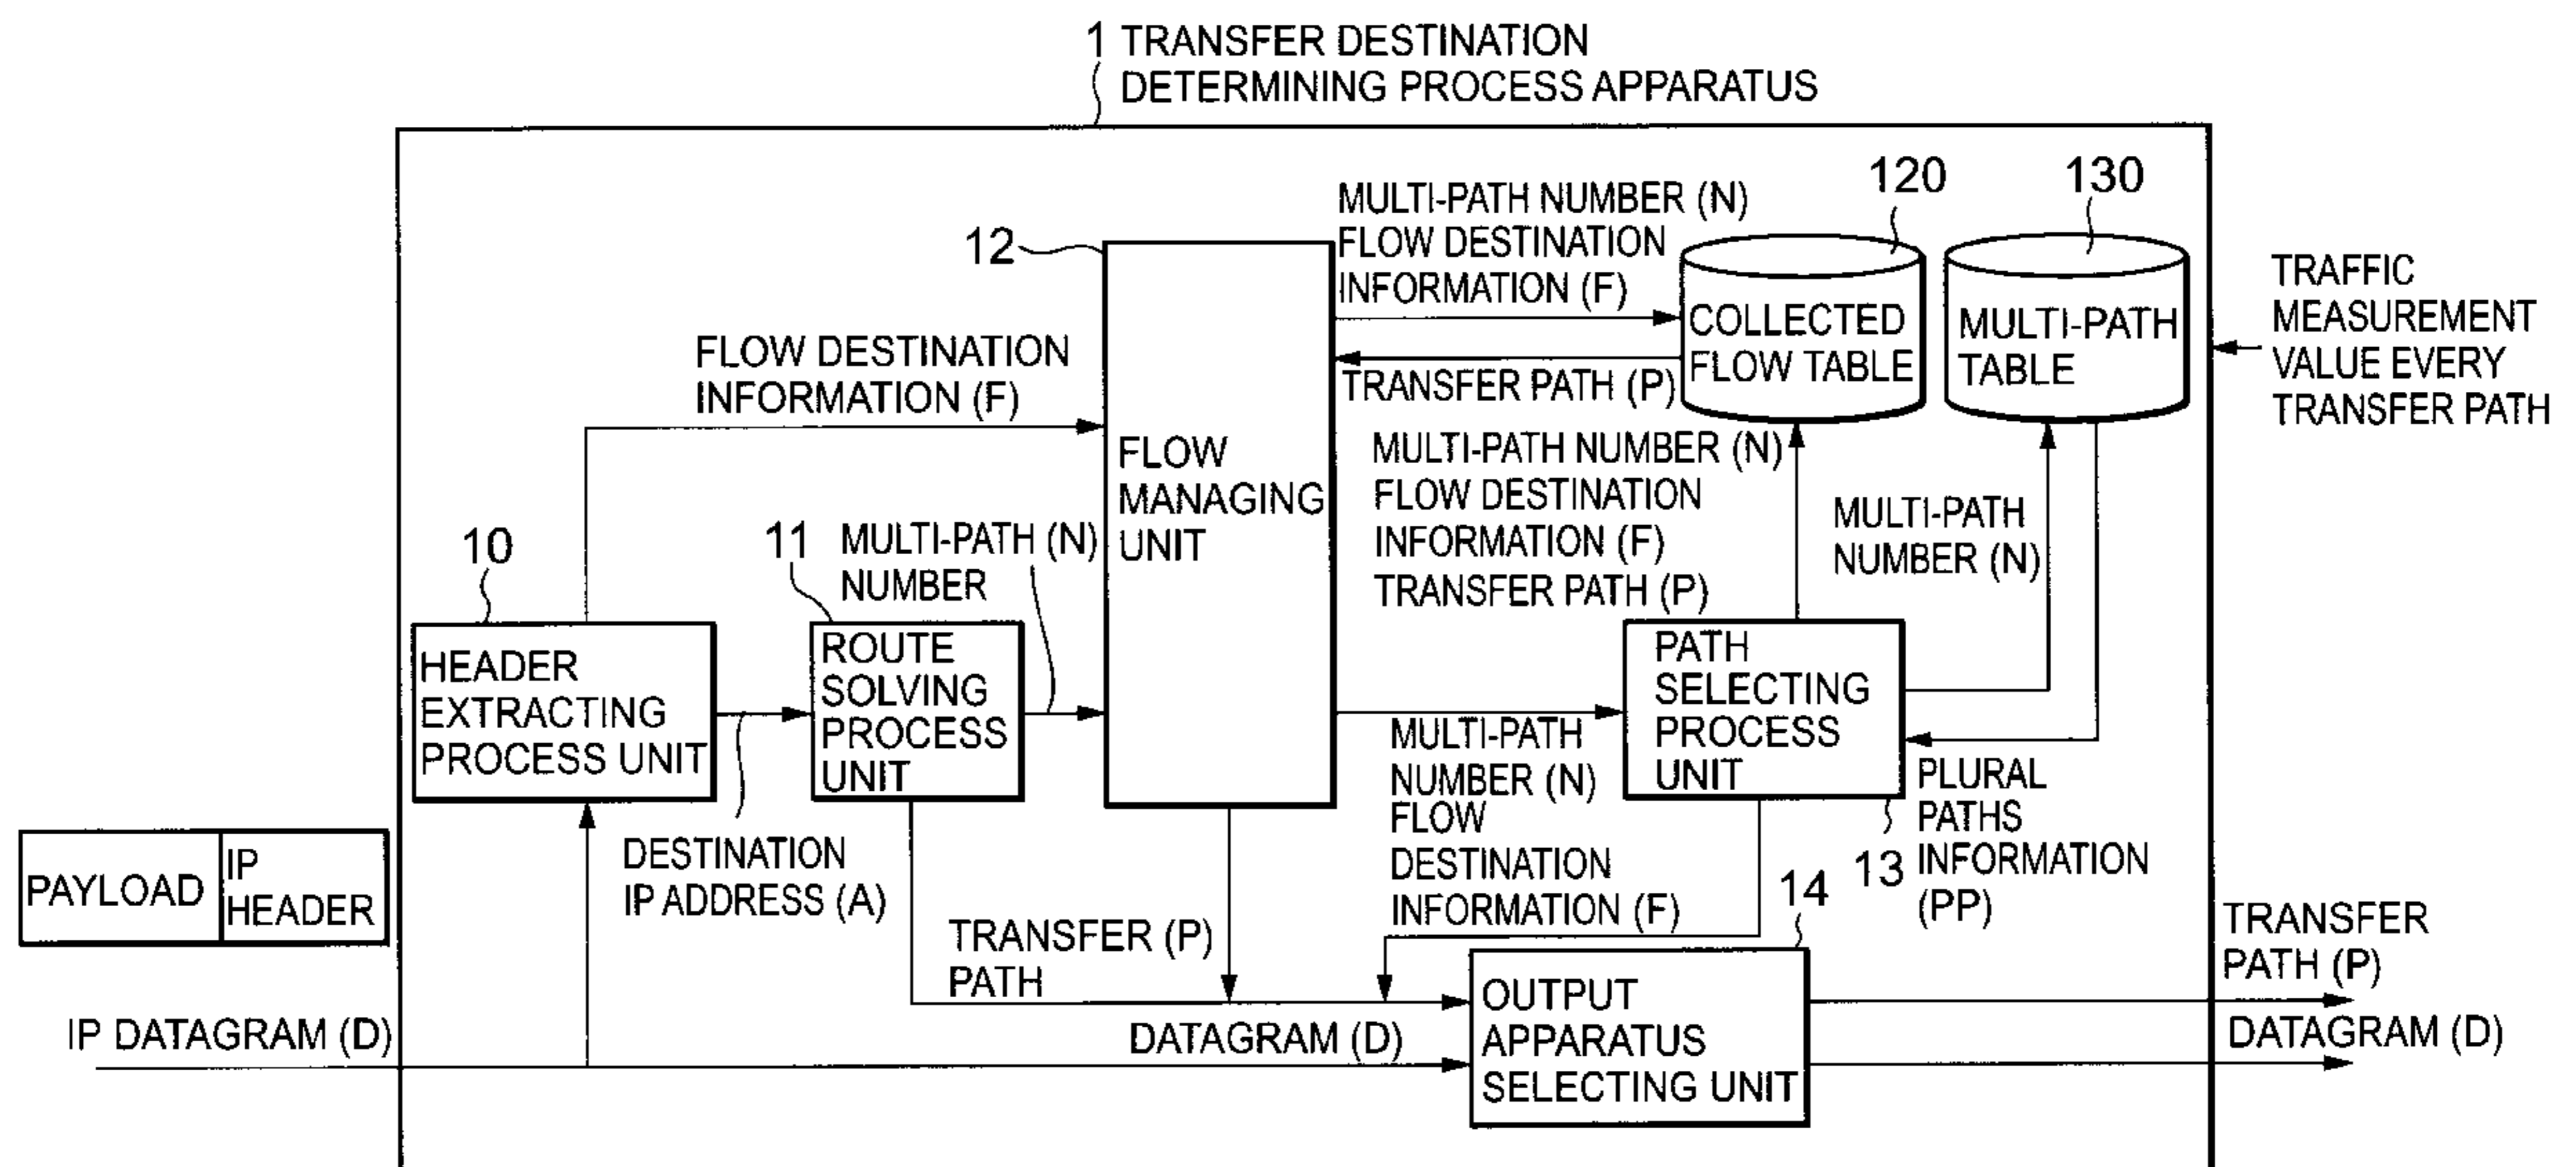 1 TRANSFER DESTINATION
DETERMINING PROCESS APPARATUS
120
130
MULTI-PATH NUMBER (N)
FLOW DESTINATION
INFORMATION (F)
12
TRAFFIC
MEASUREMENT
VALUE EVERY
TRANSFER PATH
COLLECTED
FLOW TABLE
MULTI-PATH
TABLE
FLOW DESTINATION
INFORMATION (F)
TRANSFER PATH (P)
FLOW
MANAGING
UNIT
MULTI-PATH NUMBER (N)
FLOW DESTINATION
INFORMATION (F)
TRANSFER PATH (P)
MULTI-PATH
NUMBER (N)
10
11
MULTI-PATH (N)
NUMBER
HEADER
EXTRACTING
PROCESS UNIT
ROUTE
SOLVING
PROCESS
UNIT
PATH
SELECTING
PROCESS
UNIT
MULTI-PATH
NUMBER (N)
FLOW
DESTINATION
INFORMATION (F)
PLURAL
PATHS
INFORMATION
(PP)
13
14
DESTINATION
IP ADDRESS (A)
PAYLOAD
IP
HEADER
TRANSFER (P)
PATH
TRANSFER
PATH (P)
OUTPUT
APPARATUS
SELECTING UNIT
IP DATAGRAM (D)
DATAGRAM (D)
DATAGRAM (D)